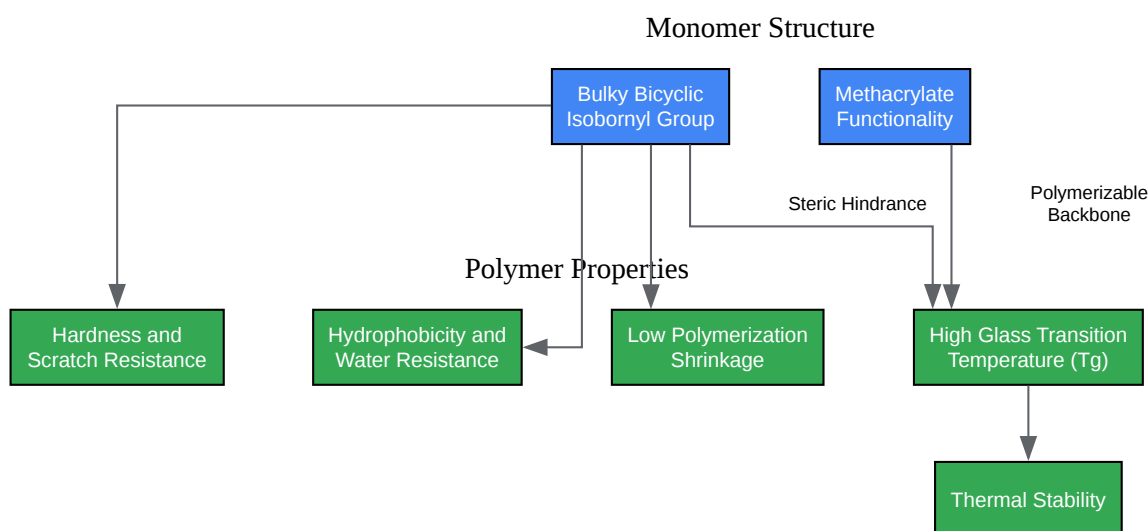 Monomer Structure
Bulky Bicyclic
Isobornyl Group
Methacrylate
Functionality
Steric Hindrance
Polymerizable
Backbone
Polymer Properties
Hardness and
Scratch Resistance
Hydrophobicity and
Water Resistance
Low Polymerization
Shrinkage
High Glass Transition
Temperature (Tg)
Thermal Stability